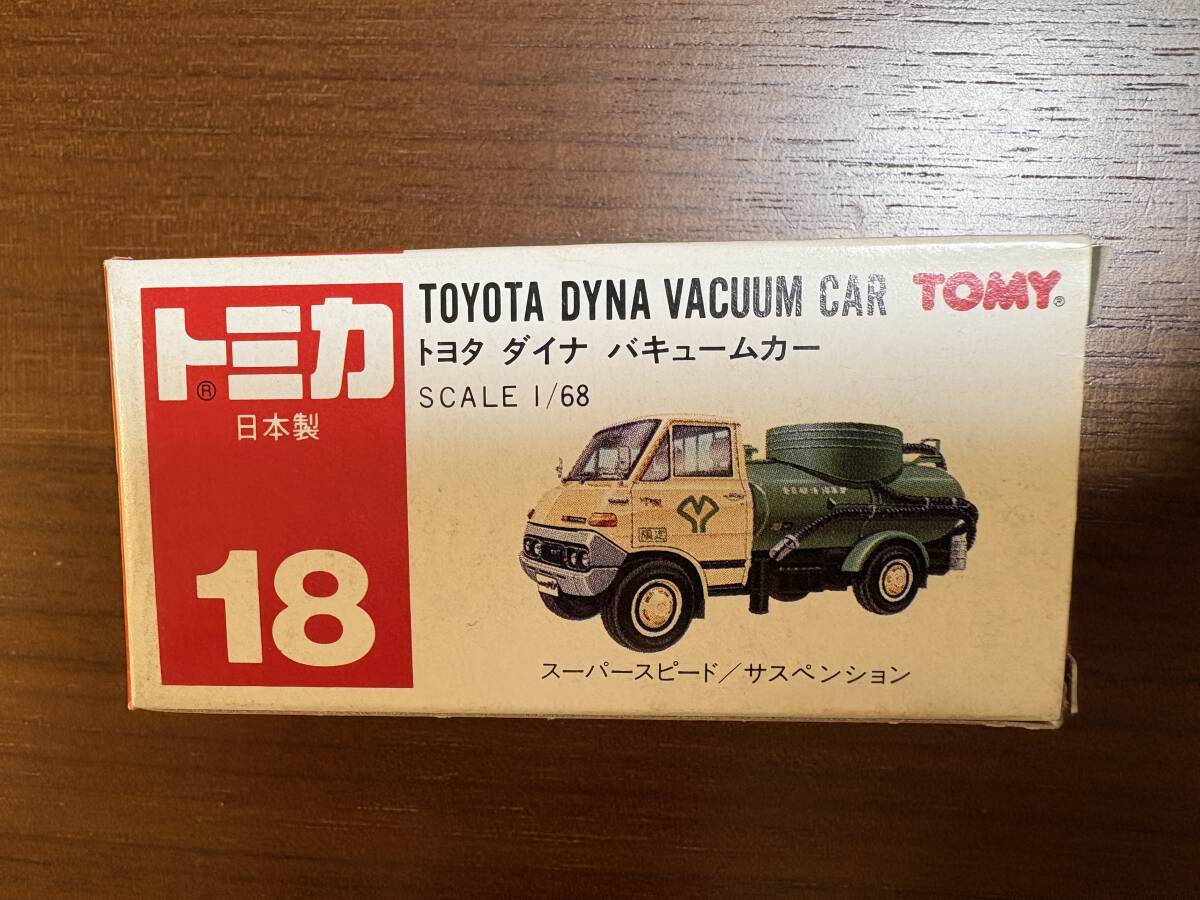 トミカ®
日本製
18
TOYOTA DYNA VACUUM CAR
TOMY®
トヨタ ダイナ バキュームカー
SCALE 1/68
スーパースピード/サスペンション